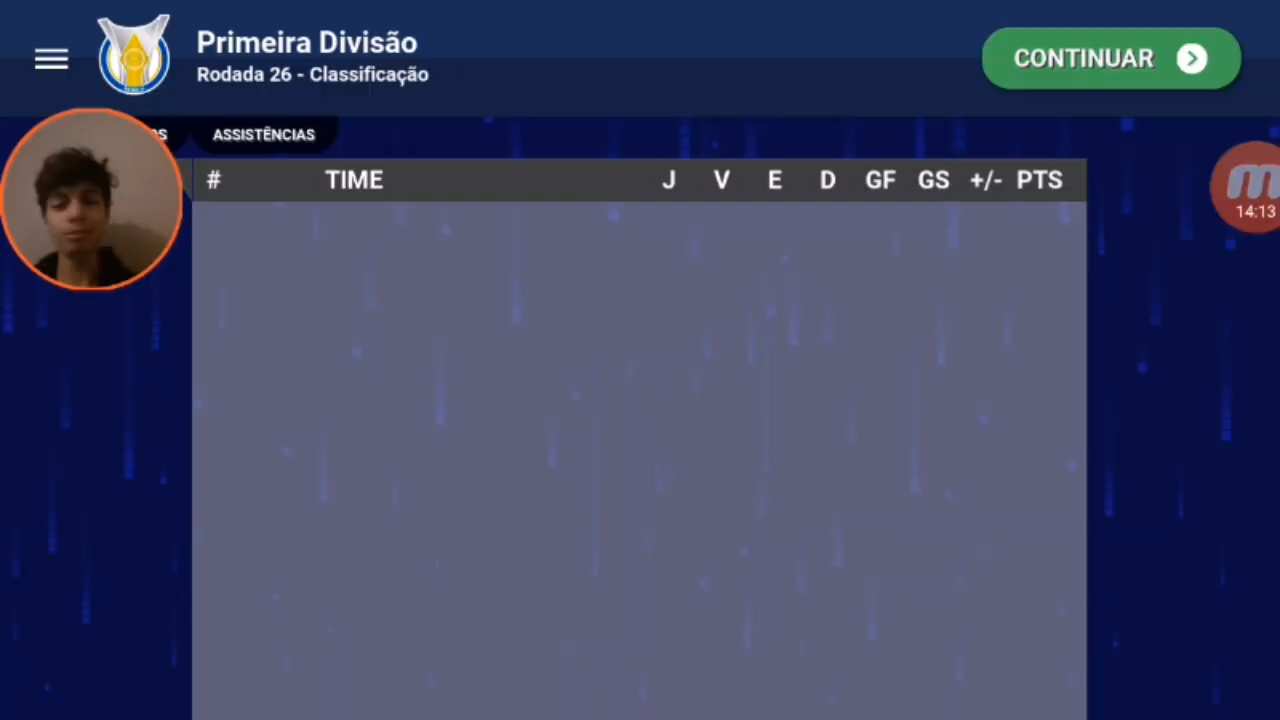 Primeira Divisão
Rodada 26 - Classificação
CONTINUAR
ASSISTÊNCIAS
# TIME J V E D GF GS +/- PTS
14:13